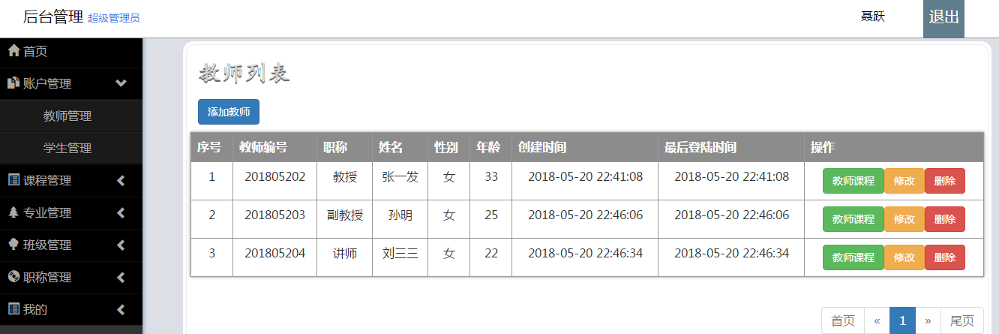 后台管理 超级管理员 聂跃 退出
首页
账户管理
教师管理
学生管理
课程管理
专业管理
班级管理
职称管理
我的
教师列表
添加教师
序号 教师编号 职称 姓名 性别 年龄 创建时间 最后登陆时间 操作
1 201805202 教授 张一发 女 33 2018-05-20 22:41:08 2018-05-20 22:41:08 教师课程 修改 删除
2 201805203 副教授 孙明 女 25 2018-05-20 22:46:06 2018-05-20 22:46:06 教师课程 修改 删除
3 201805204 讲师 刘三三 女 22 2018-05-20 22:46:34 2018-05-20 22:46:34 教师课程 修改 删除
首页 « 1 » 尾页